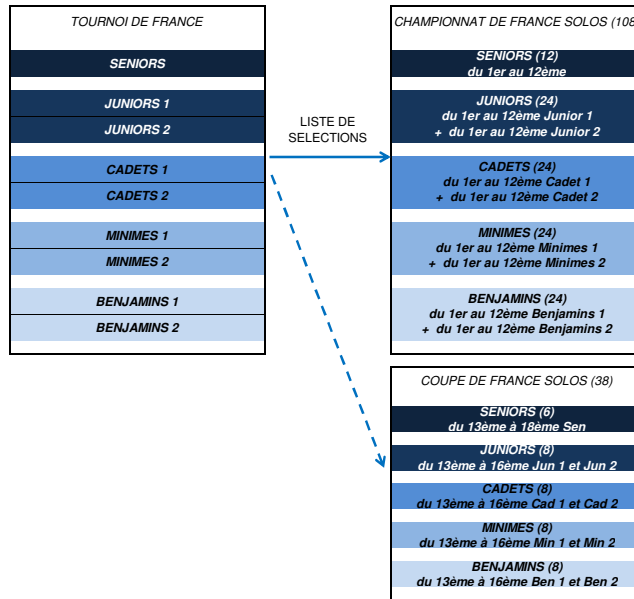 TOURNOI DE FRANCE
SENIORS
JUNIORS 1
JUNIORS 2
CADETS 1
CADETS 2
MINIMES 1
MINIMES 2
BENJAMINS 1
BENJAMINS 2
LISTE DE
SELECTIONS
CHAMPIONNAT DE FRANCE SOLOS (108
SENIORS (12)
du 1er au 12ème
JUNIORS (24)
du 1er au 12ème Junior 1
+ du 1er au 12ème Junior 2
CADETS (24)
du 1er au 12ème Cadet 1
+ du 1er au 12ème Cadet 2
MINIMES (24)
du 1er au 12ème Minimes 1
+ du 1er au 12ème Minimes 2
BENJAMINS (24)
du 1er au 12ème Benjamins 1
+ du 1er au 12ème Benjamins 2
COUPE DE FRANCE SOLOS (38)
SENIORS (6)
du 13ème à 18ème Sen
JUNIORS (8)
du 13ème à 16ème Jun 1 et Jun 2
CADETS (8)
du 13ème à 16ème Cad 1 et Cad 2
MINIMES (8)
du 13ème à 16ème Min 1 et Min 2
BENJAMINS (8)
du 13ème à 16ème Ben 1 et Ben 2